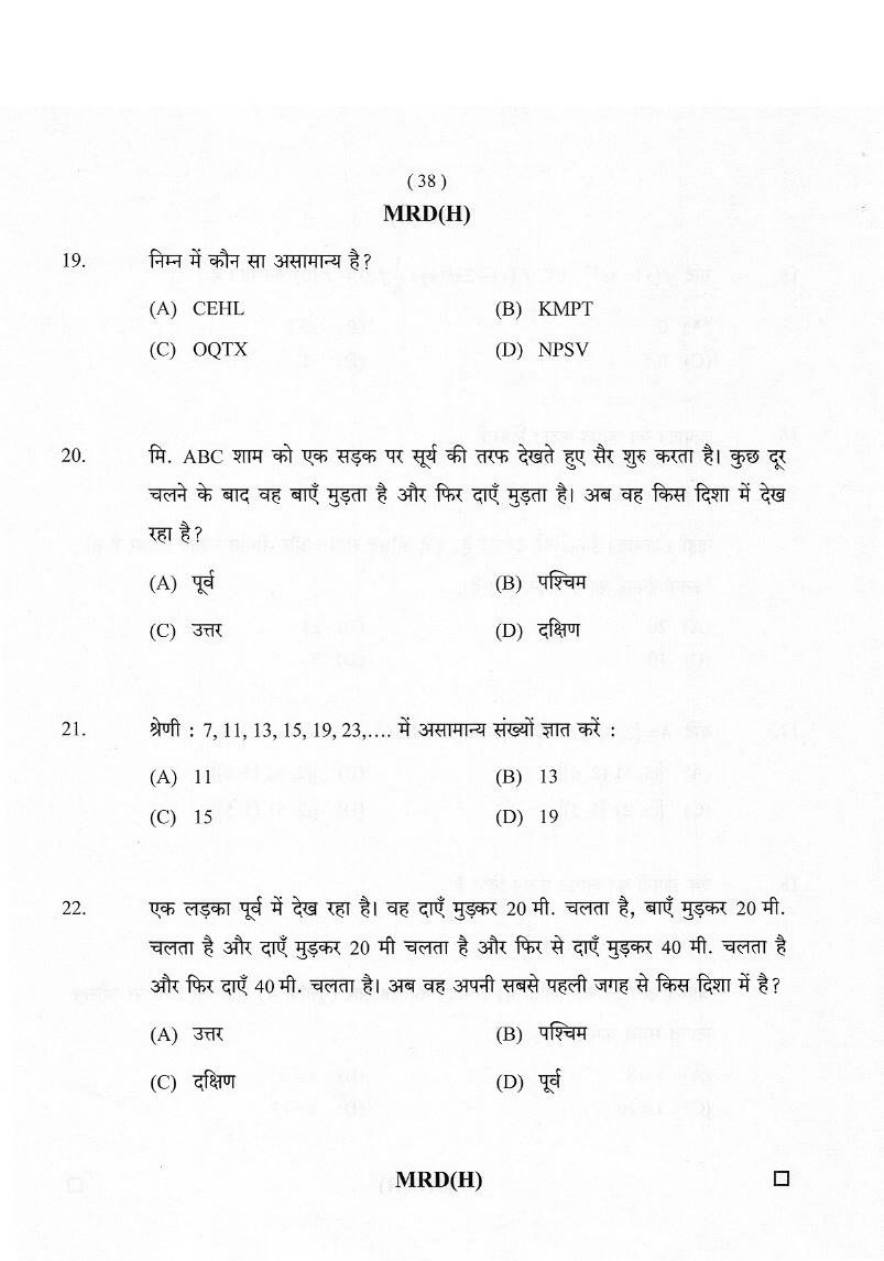 ( 38 )
MRD(H)
19. निम्न में कौन सा असामान्य है?
(A) CEHL (B) KMPT
(C) OQTX (D) NPSV
20. मि. ABC शाम को एक सड़क पर सूर्य की तरफ देखते हुए सैर शुरु करता है। कुछ दूर
चलने के बाद वह बाएँ मुड़ता है और फिर दाएँ मुड़ता है। अब वह किस दिशा में देख
रहा है?
(A) पूर्व (B) पश्चिम
(C) उत्तर (D) दक्षिण
21. श्रेणी : 7, 11, 13, 15, 19, 23,.... में असामान्य संख्यों ज्ञात करें :
(A) 11 (B) 13
(C) 15 (D) 19
22. एक लड़का पूर्व में देख रहा है। वह दाएँ मुड़कर 20 मी. चलता है, बाएँ मुड़कर 20 मी.
चलता है और दाएँ मुड़कर 20 मी चलता है और फिर से दाएँ मुड़कर 40 मी. चलता है
और फिर दाएँ 40 मी. चलता है। अब वह अपनी सबसे पहली जगह से किस दिशा में है?
(A) उत्तर (B) पश्चिम
(C) दक्षिण (D) पूर्व
MRD(H)